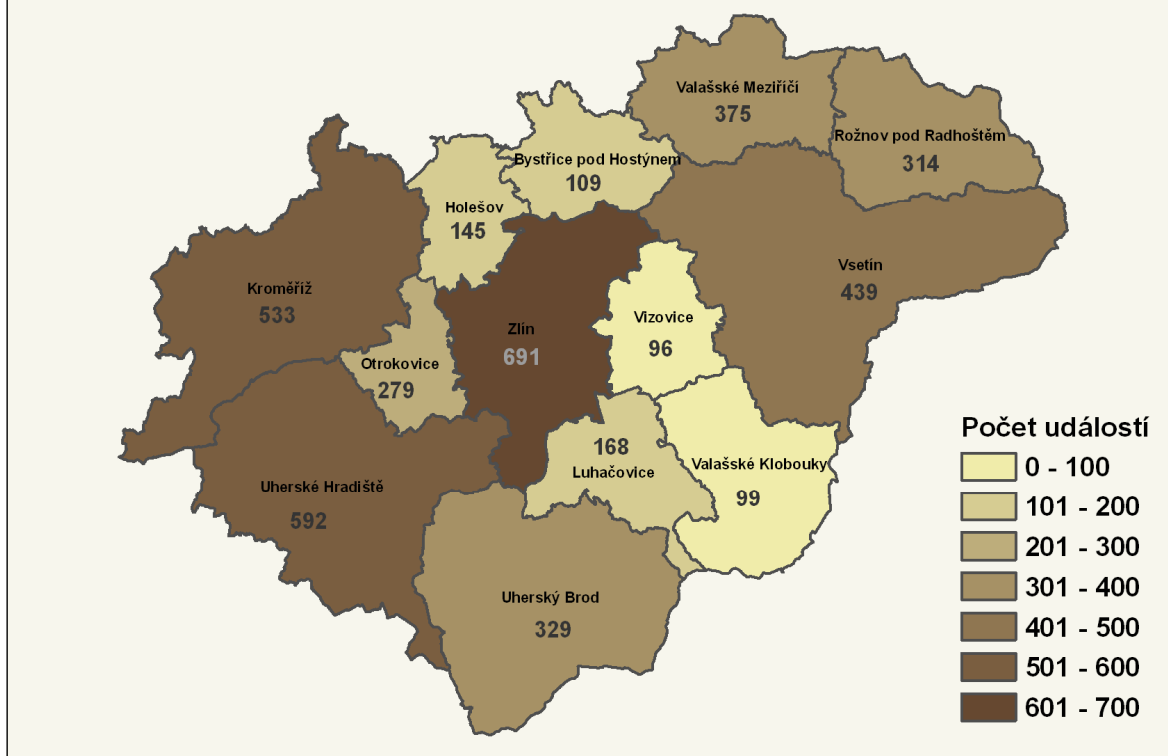 Valašské Meziříčí
375
Rožnov pod Radhoštěm
314
Bystřice pod Hostýnem
109
Holešov
145
Vsetín
439
Kroměříž
533
Vizovice
96
Zlín
691
Otrokovice
279
168
Luhačovice
Valašské Klobouky
99
Uherské Hradiště
592
Uherský Brod
329
Počet událostí
0 - 100
101 - 200
201 - 300
301 - 400
401 - 500
501 - 600
601 - 700